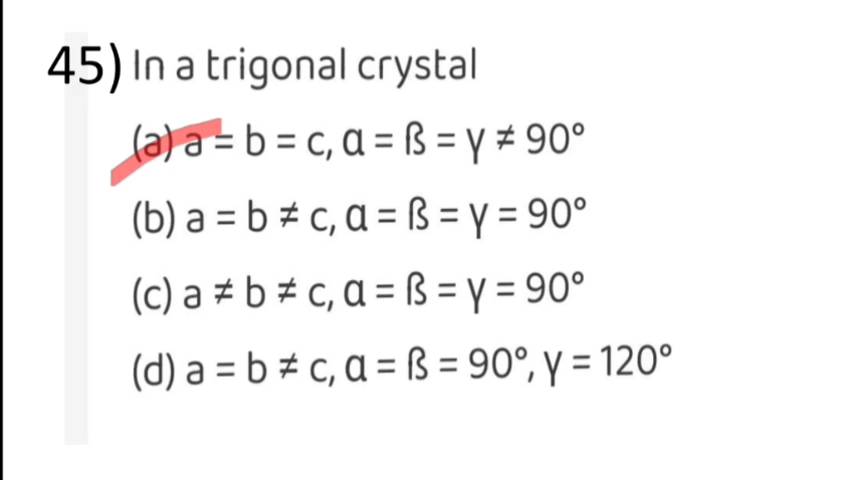 45) In a trigonal crystal
(a) a = b = c, α = ß = γ ≠ 90°
(b) a = b ≠ c, α = ß = γ = 90°
(c) a ≠ b ≠ c, α = ß = γ = 90°
(d) a = b ≠ c, α = ß = 90°, γ = 120°